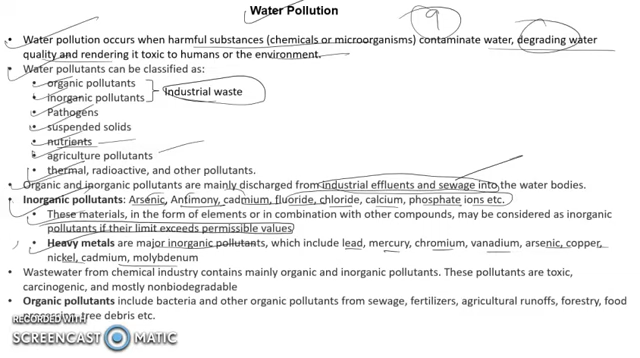 Water Pollution
9
• Water pollution occurs when harmful substances (chemicals or microorganisms) contaminate water, degrading water
quality and rendering it toxic to humans or the environment.
• Water pollutants can be classified as:
• organic pollutants
• inorganic pollutants
Industrial waste
• Pathogens
• suspended solids
• nutrients
• agriculture pollutants
• thermal, radioactive, and other pollutants.
• Organic and inorganic pollutants are mainly discharged from industrial effluents and sewage into the water bodies.
• Inorganic pollutants: Arsenic, Antimony, cadmium, fluoride, chloride, calcium, phosphate ions etc.
• These materials, in the form of elements or in combination with other compounds, may be considered as inorganic
pollutants if their limit exceeds permissible values
• Heavy metals are major inorganic pollutants, which include lead, mercury, chromium, vanadium, arsenic, copper,
nickel, cadmium, molybdenum
• Wastewater from chemical industry contains mainly organic and inorganic pollutants. These pollutants are toxic,
carcinogenic, and mostly nonbiodegradable
• Organic pollutants include bacteria and other organic pollutants from sewage, fertilizers, agricultural runoffs, forestry, food
tree debris etc.
RECORDED WITH
SCREENCAST MATIC